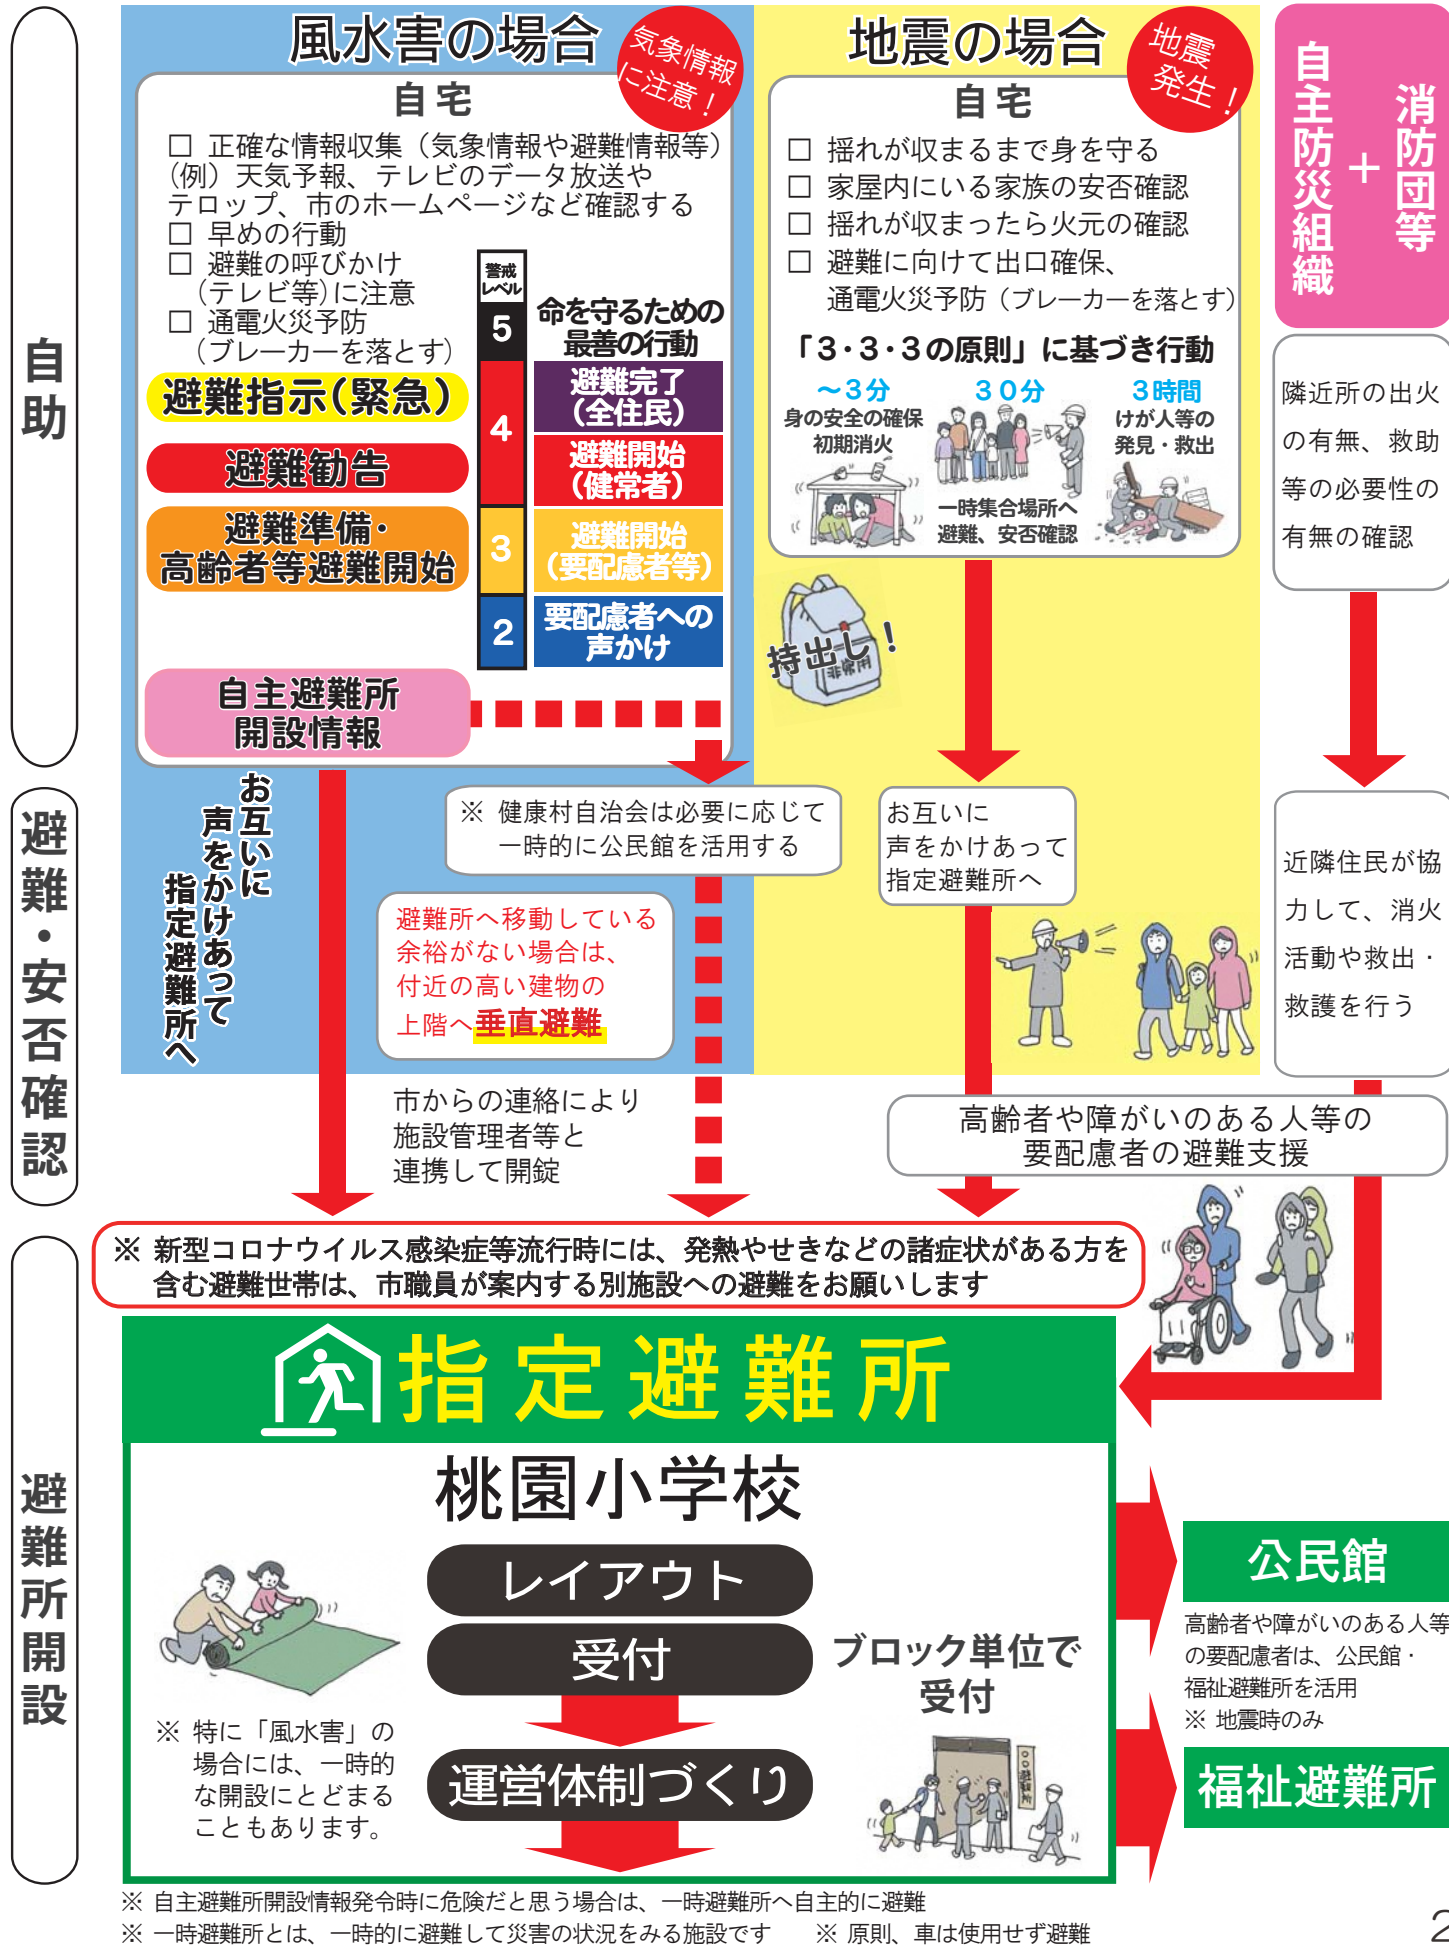 自助
風水害の場合
気象情報
に注意！
自宅
□ 正確な情報収集（気象情報や避難情報等）
（例）天気予報、テレビのデータ放送や
テロップ、市のホームページなど確認する
□ 早めの行動
□ 避難の呼びかけ
（テレビ等）に注意
□ 通電火災予防
（ブレーカーを落とす）
避難指示（緊急）
避難勧告
避難準備・
高齢者等避難開始
自主避難所
開設情報
警戒
レベル
5
命を守るための
最善の行動
4
避難完了
（全住民）
避難開始
（健常者）
3
避難開始
（要配慮者等）
2
要配慮者への
声かけ
地震の場合
地震
発生！
自宅
□ 揺れが収まるまで身を守る
□ 家屋内にいる家族の安否確認
□ 揺れが収まったら火元の確認
□ 避難に向けて出口確保、
通電火災予防（ブレーカーを落とす）
「3・3・3の原則」に基づき行動
～3分
身の安全の確保
初期消火
30分
一時集合場所へ
避難、安否確認
3時間
けが人等の
発見・救出
非常用
持出し！
消防団等
＋
自主防災組織
隣近所の出火
の有無、救助
等の必要性の
有無の確認
避難・安否確認
お互いに
声をかけあって
指定避難所へ
※ 健康村自治会は必要に応じて
一時的に公民館を活用する
避難所へ移動している
余裕がない場合は、
付近の高い建物の
上階へ垂直避難
市からの連絡により
施設管理者等と
連携して開錠
お互いに
声をかけあって
指定避難所へ
近隣住民が協
力して、消火
活動や救出・
救護を行う
高齢者や障がいのある人等の
要配慮者の避難支援
※ 新型コロナウイルス感染症等流行時には、発熱やせきなどの諸症状がある方を
含む避難世帯は、市職員が案内する別施設への避難をお願いします
避難所開設
指定避難所
桃園小学校
レイアウト
受付
運営体制づくり
ブロック単位で
受付
○○避難所
※ 特に「風水害」の
場合には、一時的
な開設にとどまる
こともあります。
公民館
高齢者や障がいのある人等
の要配慮者は、公民館・
福祉避難所を活用
※ 地震時のみ
福祉避難所
※ 自主避難所開設情報発令時に危険だと思う場合は、一時避難所へ自主的に避難
※ 一時避難所とは、一時的に避難して災害の状況をみる施設です ※ 原則、車は使用せず避難
2